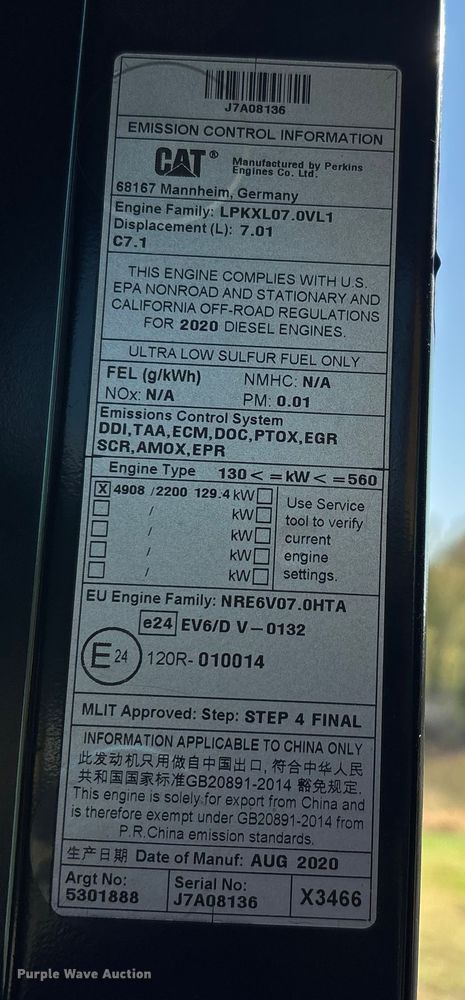 J7A08136
EMISSION CONTROL INFORMATION
CAT® Manufactured by Perkins
Engines Co. Ltd.
68167 Mannheim, Germany
Engine Family: LPKXL07.0VL1
Displacement (L): 7.01
C7.1
THIS ENGINE COMPLIES WITH U.S.
EPA NONROAD AND STATIONARY AND
CALIFORNIA OFF-ROAD REGULATIONS
FOR 2020 DIESEL ENGINES.
ULTRA LOW SULFUR FUEL ONLY
FEL (g/kWh) NMHC: N/A
NOx: N/A PM: 0.01
Emissions Control System
DDI,TAA,ECM,DOC,PTOX,EGR
SCR,AMOX,EPR
Engine Type 130 < = kW < = 560
X 4908 /2200 129.4 kW
/ kW
/ kW
/ kW
/ kW
Use Service
tool to verify
current
engine
settings.
EU Engine Family: NRE6V07.0HTA
e24 EV6/D V-0132
E 24 120R-010014
MLIT Approved: Step: STEP 4 FINAL
INFORMATION APPLICABLE TO CHINA ONLY
此发动机只用做自中国出口, 符合中华人民
共和国国家标准GB20891-2014 豁免规定.
This engine is solely for export from China and
is therefore exempt under GB20891-2014 from
P.R.China emission standards.
生产日期 Date of Manuf: AUG 2020
Argt No: Serial No:
5301888 J7A08136 X3466
Purple Wave Auction